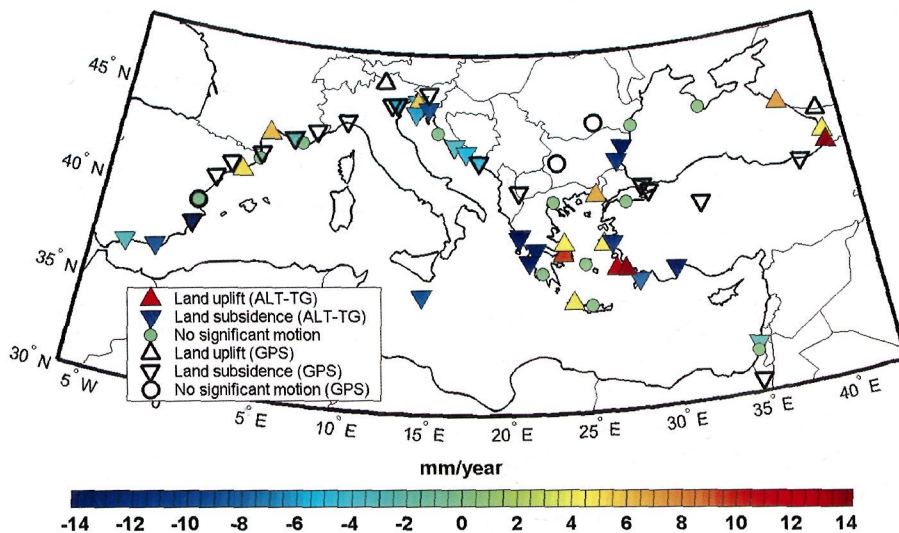 45° N
40° N
35° N
30° N
5° W
5° E
10° E
15° E
20° E
25° E
30° E
35° E
40° E
Land uplift (ALT-TG)
Land subsidence (ALT-TG)
No significant motion
Land uplift (GPS)
Land subsidence (GPS)
No significant motion (GPS)
mm/year
-14 -12 -10 -8 -6 -4 -2 0 2 4 6 8 10 12 14